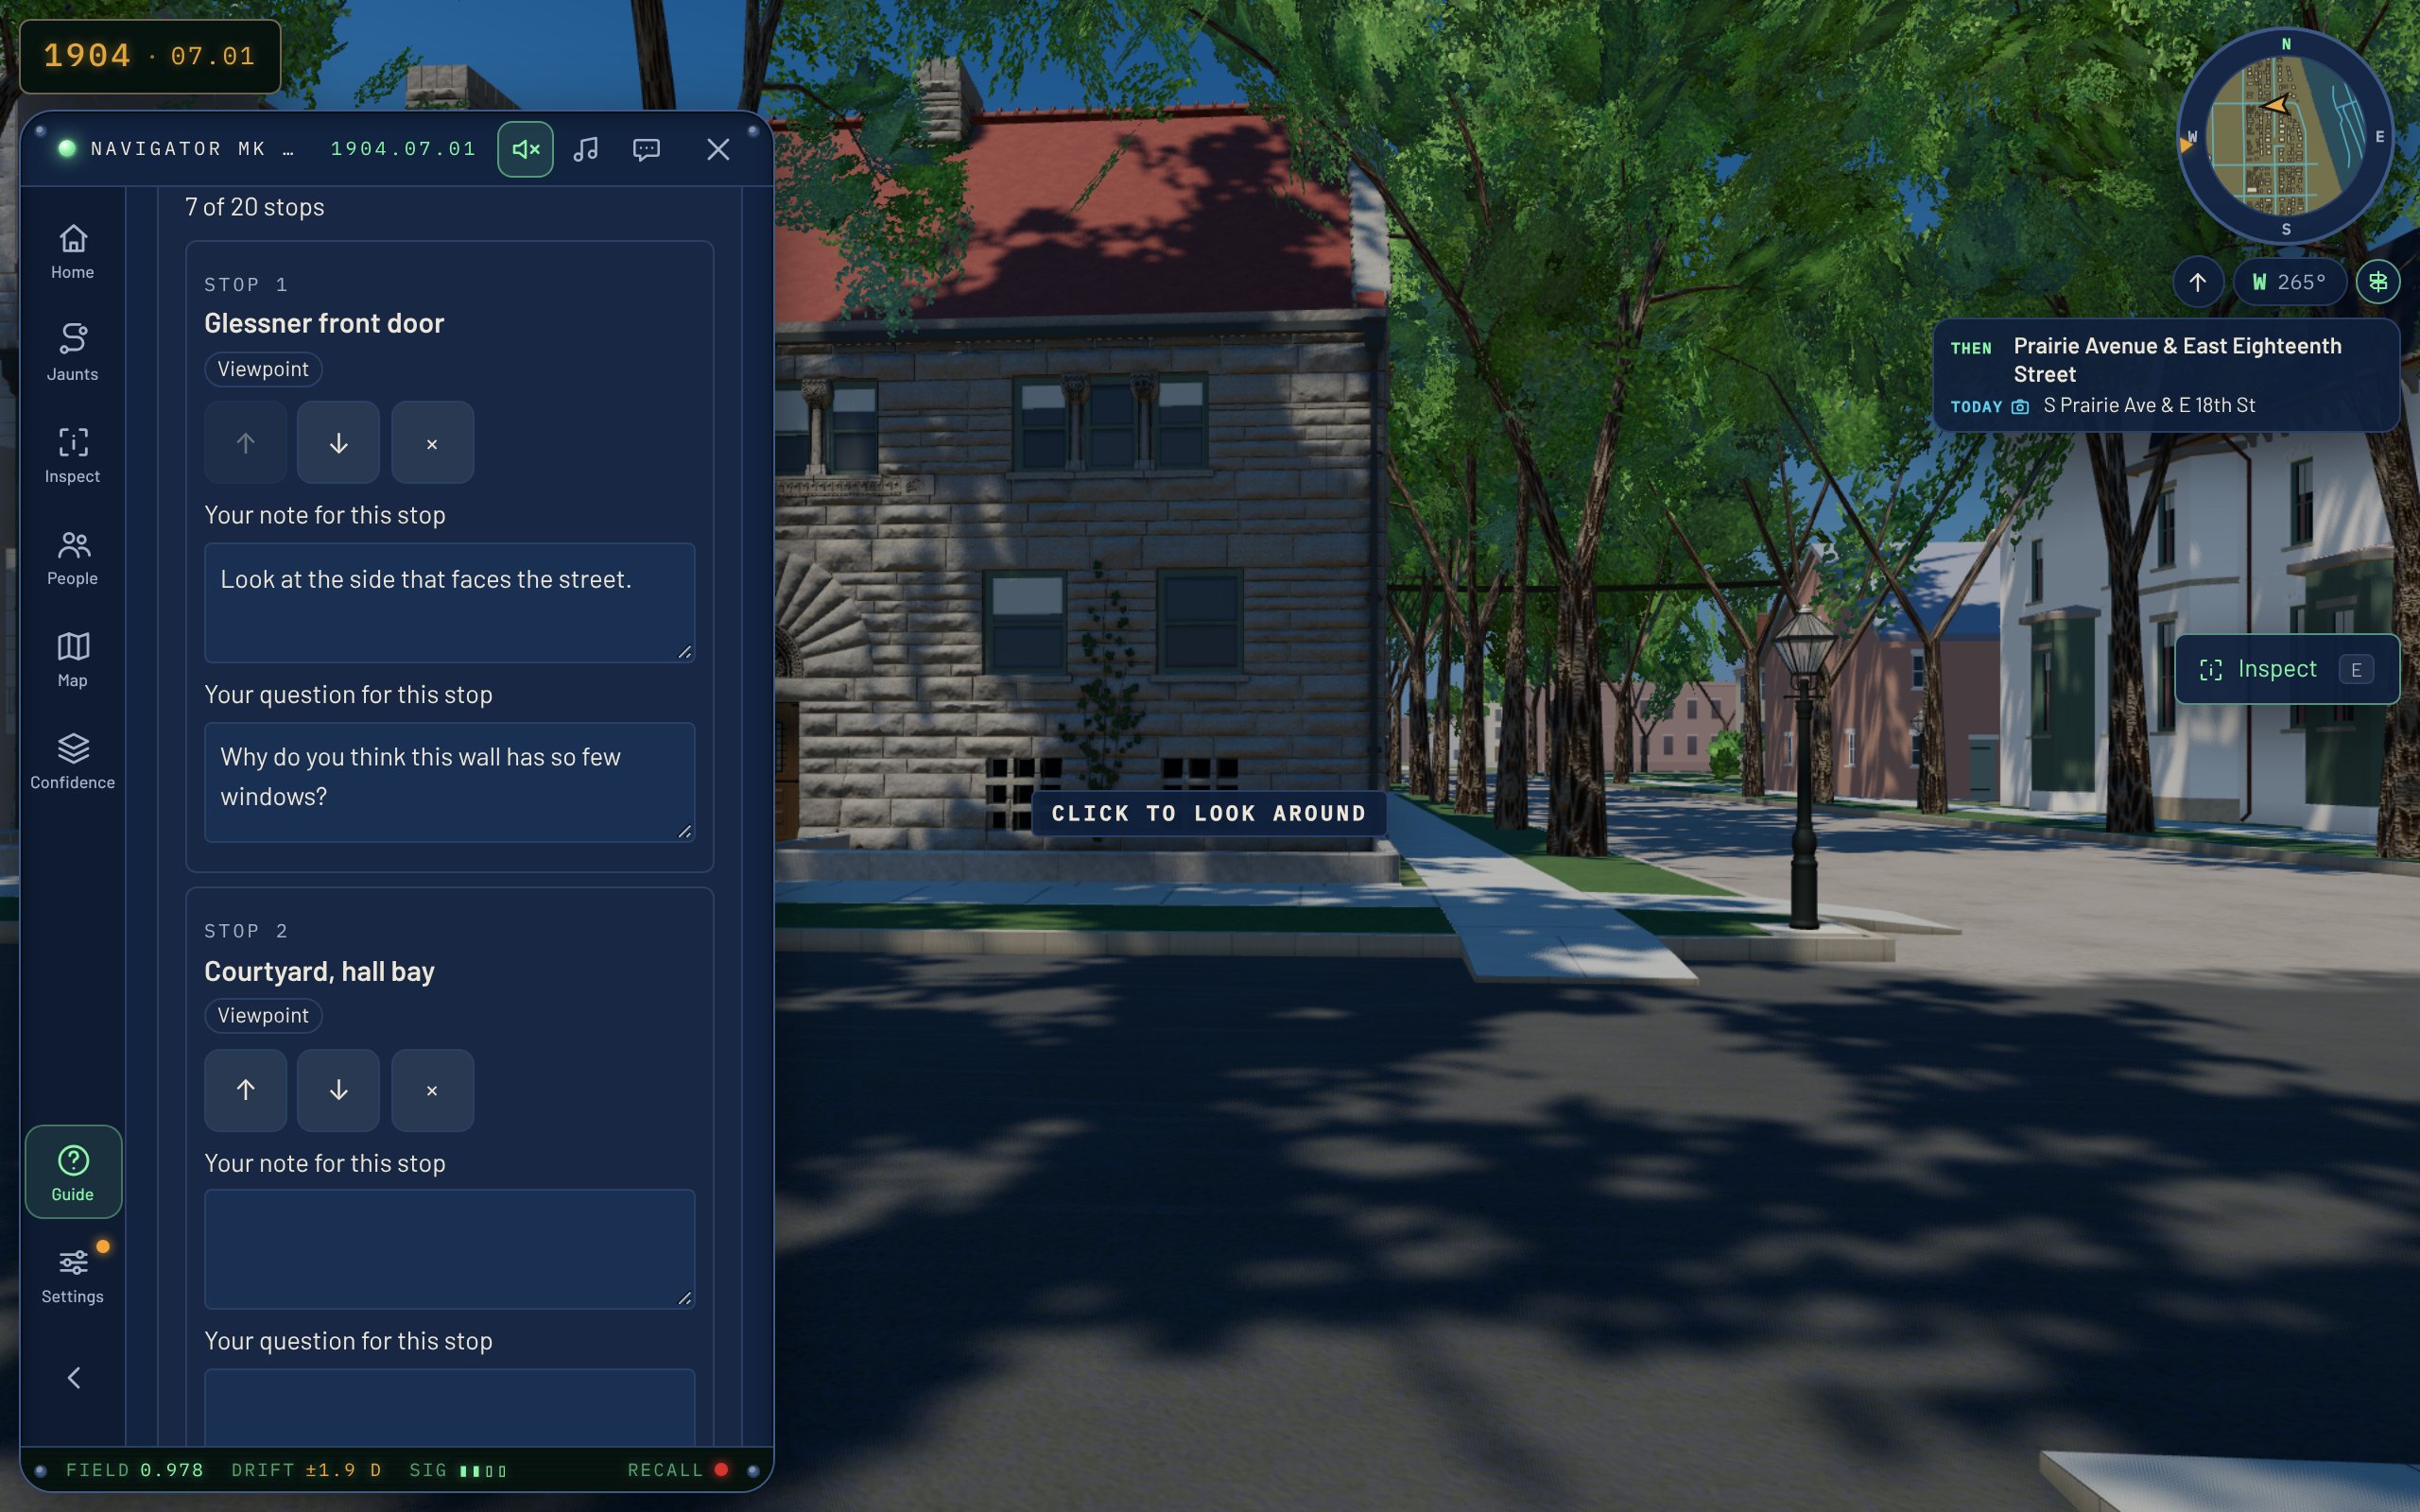 1904 · 07.01
NAVIGATOR MK …
1904.07.01
Home
Jaunts
Inspect
People
Map
Confidence
Guide
Settings
7 of 20 stops
STOP 1
Glessner front door
Viewpoint
Your note for this stop
Look at the side that faces the street.
Your question for this stop
Why do you think this wall has so few
windows?
STOP 2
Courtyard, hall bay
Viewpoint
Your note for this stop
Your question for this stop
FIELD 0.978 DRIFT ±1.9 D SIG
RECALL
CLICK TO LOOK AROUND
N
W
E
S
W 265°
THEN Prairie Avenue & East Eighteenth
Street
TODAY S Prairie Ave & E 18th St
Inspect E